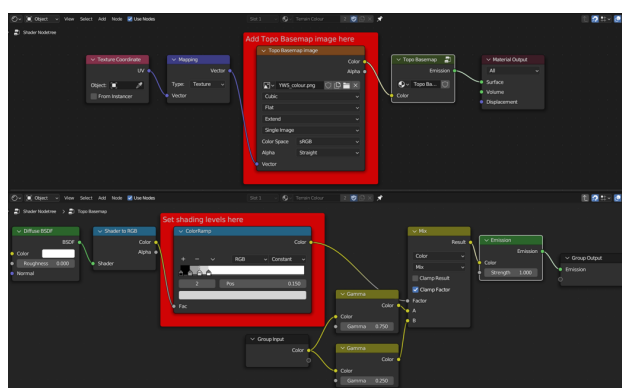 Object
View
Select
Add
Node
Use Nodes
Slot 1
Terrain Colour
2
Shader Nodetree
Add Topo Basemap image here
Topo Basemap image
Color
Alpha
YWS_colour.png
Cubic
Flat
Extend
Single Image
Color Space
sRGB
Alpha
Straight
Vector
Texture Coordinate
UV
Object:
From Instancer
Mapping
Vector
Type:
Texture
Vector
Topo Basemap
Emission
Topo Ba...
Color
Material Output
All
Surface
Volume
Displacement
Object
View
Select
Add
Node
Use Nodes
Slot 1
Terrain Colour
2
Shader Nodetree
Topo Basemap
Diffuse BSDF
BSDF
Color
Roughness 0.000
Normal
Shader to RGB
Color
Alpha
Shader
Set shading levels here
ColorRamp
Color
RGB
Constant
2
Pos 0.150
Fac
Group Input
Color
Gamma
Color
Color
Gamma 0.750
Gamma
Color
Color
Gamma 0.250
Mix
Result
Color
Mix
Clamp Result
Clamp Factor
Factor
A
B
Emission
Emission
Color
Strength 1.000
Group Output
Emission